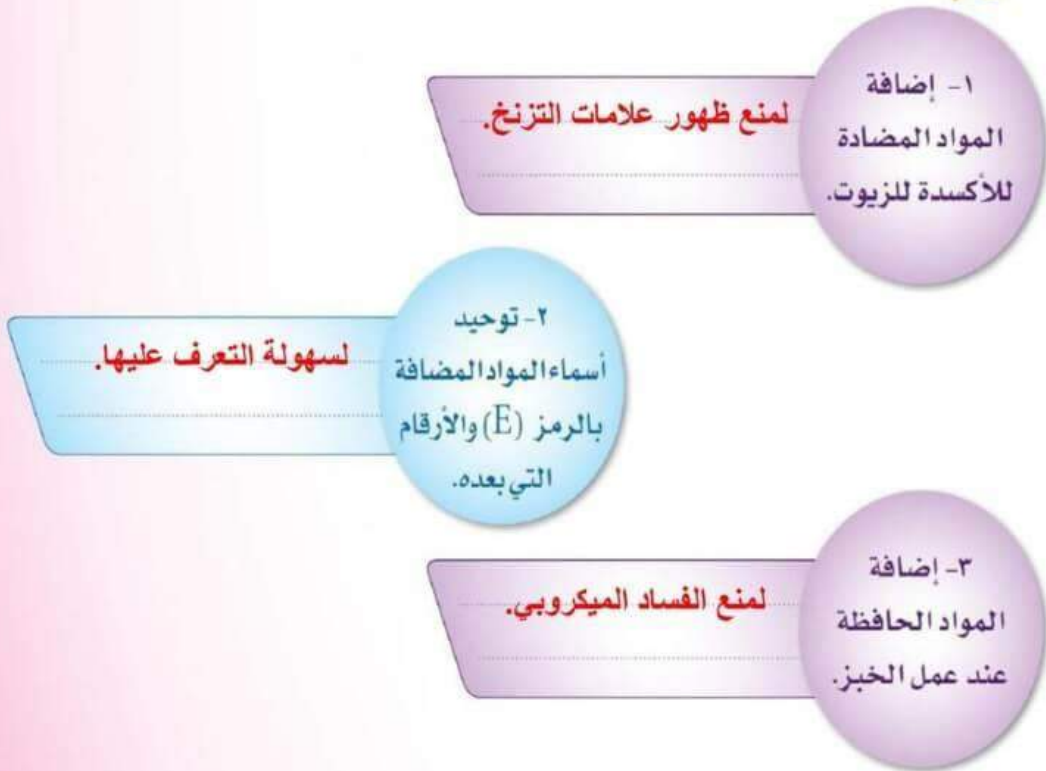 ١- إضافة
المواد المضادة
للأكسدة للزيوت.
لمنع ظهور علامات التزنخ.
٢- توحيد
أسماء المواد المضافة
بالرمز (E) والأرقام
التي بعده.
لسهولة التعرف عليها.
٣- إضافة
المواد الحافظة
عند عمل الخبز.
لمنع الفساد الميكروبي.